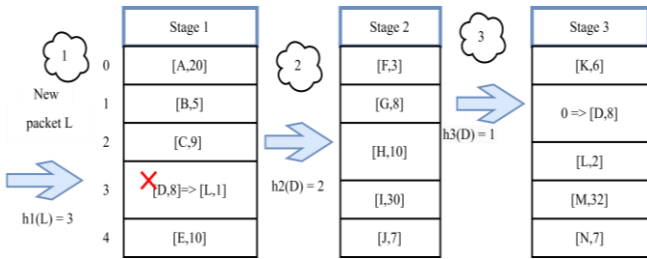 Stage 1
Stage 2
Stage 3
1
2
3
New
packet L
h1(L) = 3
0
1
2
3
4
[A,20]
[B,5]
[C,9]
[D,8]=> [L,1]
[E,10]
h2(D) = 2
[F,3]
[G,8]
[H,10]
[I,30]
[J,7]
h3(D) = 1
[K,6]
0 => [D,8]
[L,2]
[M,32]
[N,7]